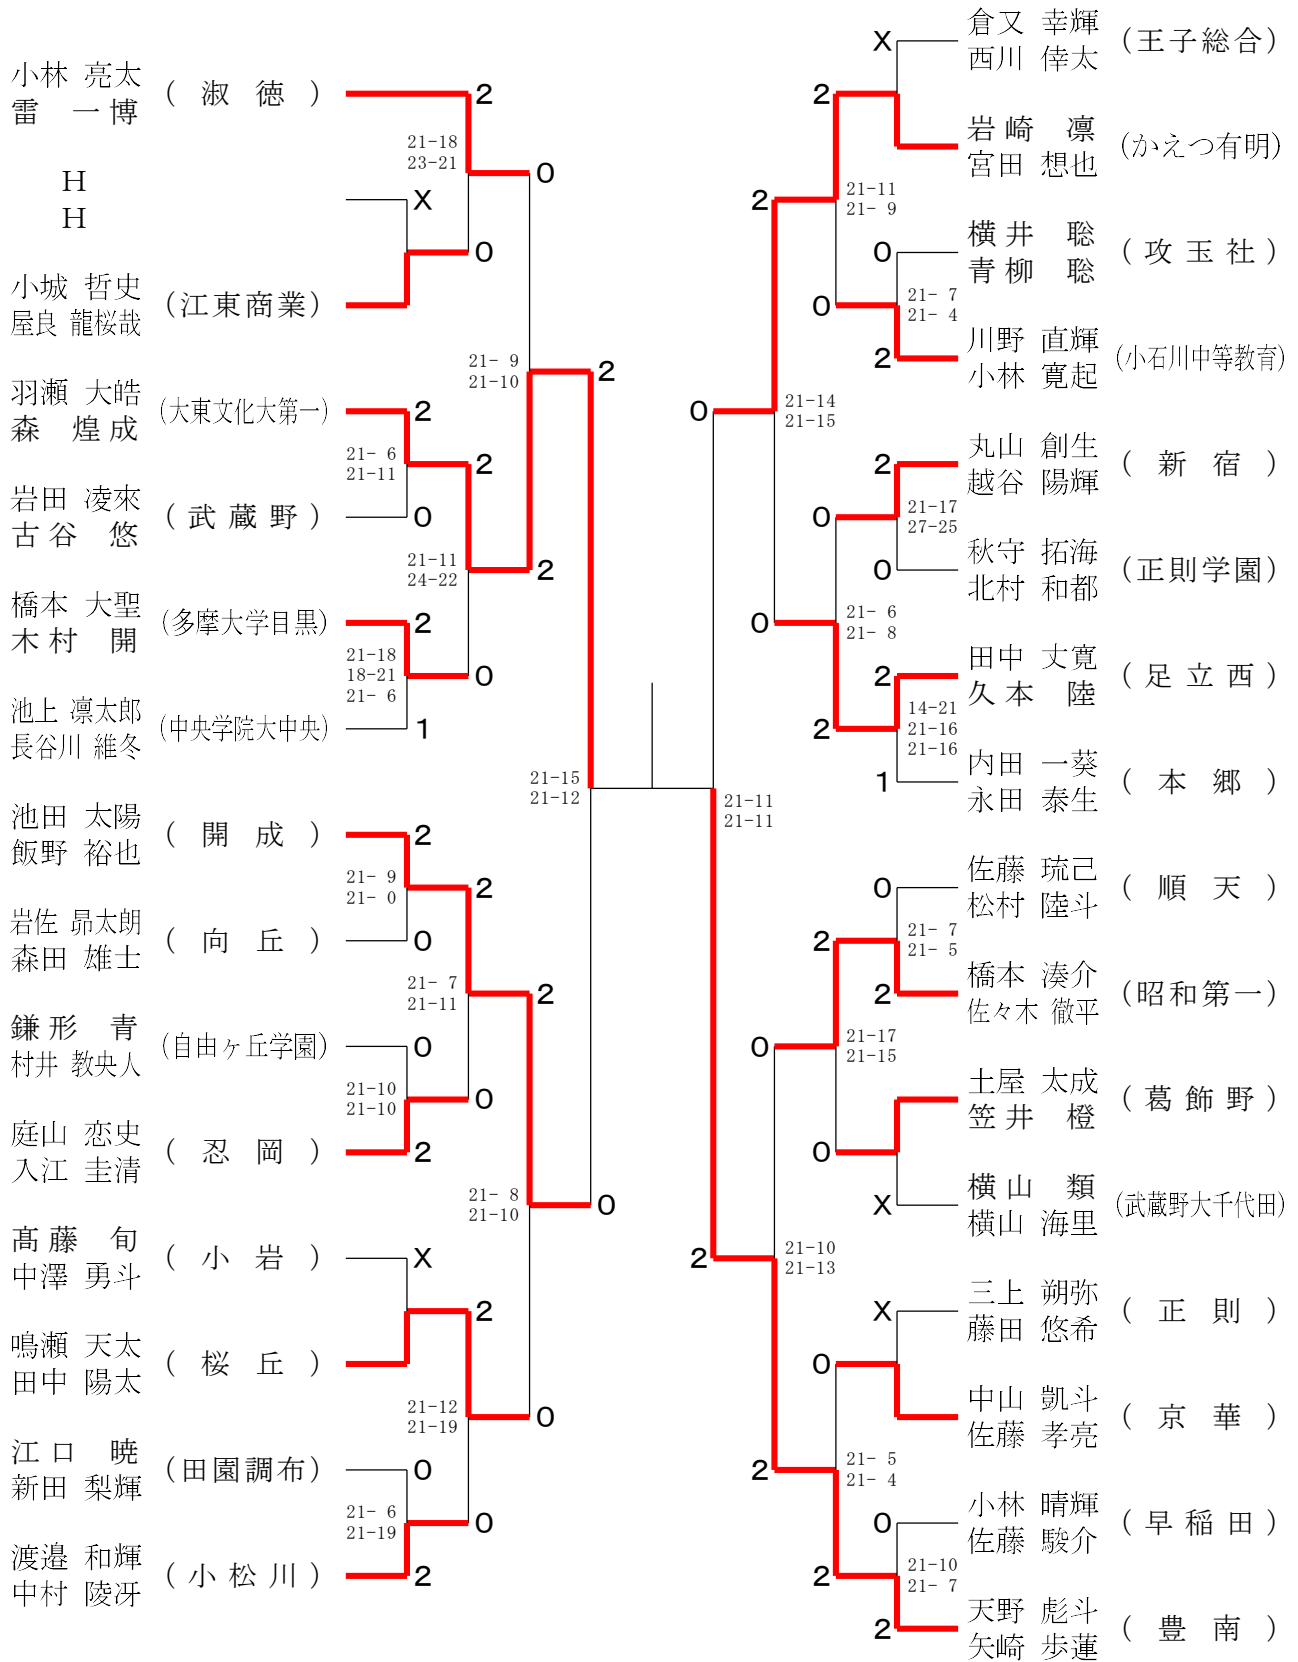 小林 亮太
雷 一博
( 淑 徳 )
2
21-18
23-21
0
H
H
X
0
小城 哲史
屋良 龍桜哉
(江東商業)
21- 9
21-10
2
羽瀬 大皓
森 煌成
(大東文化大第一)
2
21- 6
21-11
2
岩田 凌來
古谷 悠
( 武 蔵 野 )
0
21-11
24-22
2
橋本 大聖
木村 開
(多摩大学目黒)
2
21-18
18-21
21- 6
0
池上 凛太郎
長谷川 維冬
(中央学院大中央)
1
21-15
21-12
池田 太陽
飯野 裕也
( 開 成 )
2
21- 9
21- 0
2
岩佐 昴太朗
森田 雄士
( 向 丘 )
0
21- 7
21-11
2
鎌形 青
村井 教央人
(自由ヶ丘学園)
0
21-10
21-10
0
庭山 恋史
入江 圭清
( 忍 岡 )
2
21- 8
21-10
0
髙藤 旬
中澤 勇斗
( 小 岩 )
X
2
鳴瀬 天太
田中 陽太
( 桜 丘 )
21-12
21-19
0
江口 暁
新田 梨輝
(田園調布)
0
21- 6
21-19
0
渡邉 和輝
中村 陵冴
( 小 松 川 )
2
X
倉又 幸輝
西川 倖太
(王子総合)
2
岩崎 凛
宮田 想也
(かえつ有明)
2
21-11
21- 9
0
横井 聡
青柳 聡
( 攻 玉 社 )
0
21- 7
21- 4
2
川野 直輝
小林 寛起
(小石川中等教育)
0
21-14
21-15
2
丸山 創生
越谷 陽輝
( 新 宿 )
0
21-17
27-25
0
秋守 拓海
北村 和都
(正則学園)
0
21- 6
21- 8
2
田中 丈寛
久本 陸
( 足 立 西 )
2
14-21
21-16
21-16
1
内田 一葵
永田 泰生
( 本 郷 )
21-11
21-11
0
佐藤 琉己
松村 陸斗
( 順 天 )
2
21- 7
21- 5
2
橋本 湊介
佐々木 徹平
(昭和第一)
0
21-17
21-15
土屋 太成
笠井 橙
( 葛 飾 野 )
0
X
横山 類
横山 海里
(武蔵野大千代田)
2
21-10
21-13
X
三上 朔弥
藤田 悠希
( 正 則 )
0
中山 凱斗
佐藤 孝亮
( 京 華 )
2
21- 5
21- 4
0
小林 晴輝
佐藤 駿介
( 早 稲 田 )
2
21-10
21- 7
2
天野 彪斗
矢崎 歩蓮
( 豊 南 )